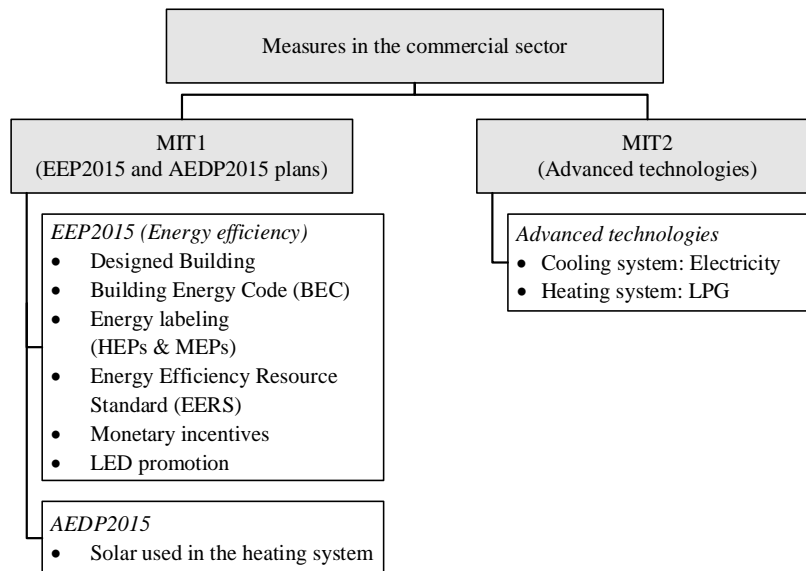 Measures in the commercial sector
MIT1
(EEP2015 and AEDP2015 plans)
MIT2
(Advanced technologies)
EEP2015 (Energy efficiency)
• Designed Building
• Building Energy Code (BEC)
• Energy labeling
(HEPs & MEPs)
• Energy Efficiency Resource
Standard (EERS)
• Monetary incentives
• LED promotion
AEDP2015
• Solar used in the heating system
Advanced technologies
• Cooling system: Electricity
• Heating system: LPG